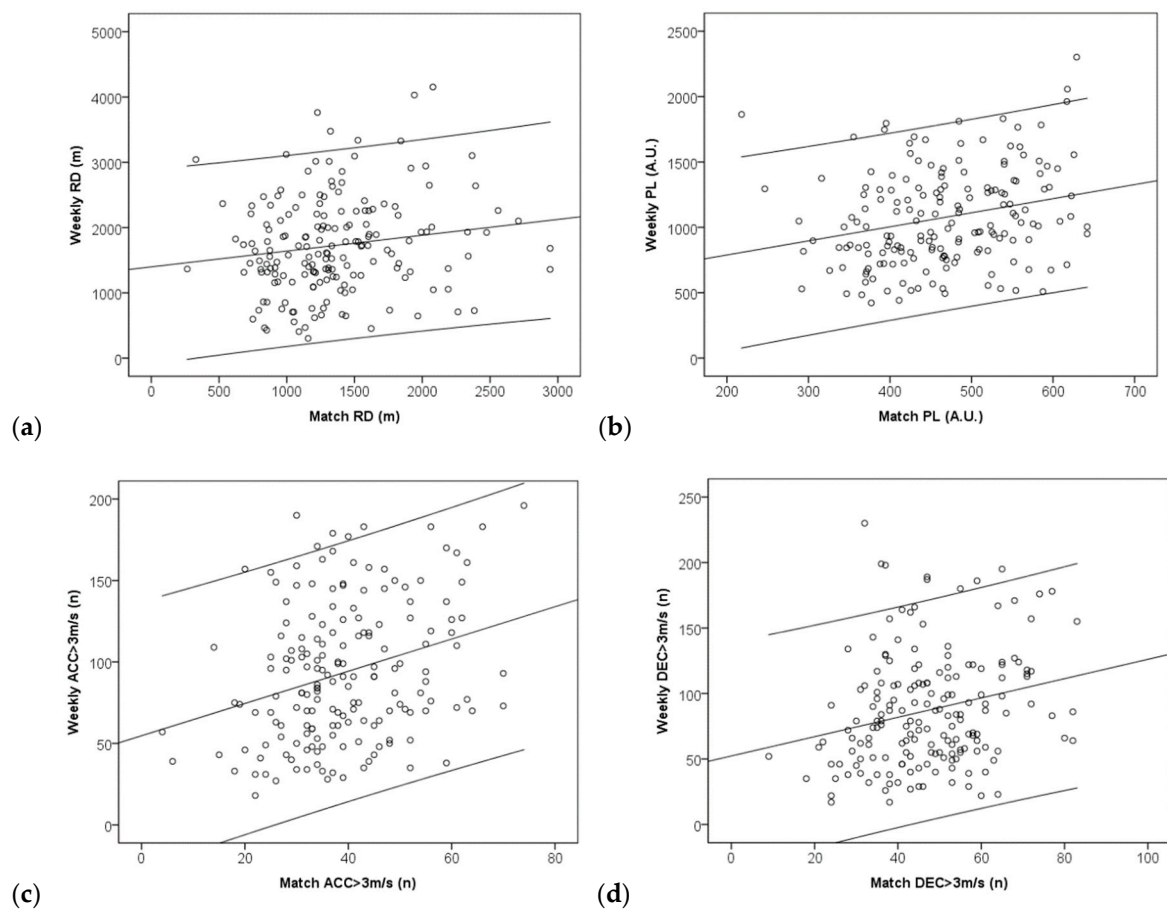 5000
4000
3000
2000
1000
0
Weekly RD (m)
0 500 1000 1500 2000 2500 3000
Match RD (m)
(a)
2500
2000
1500
1000
500
0
Weekly PL (A.U.)
200 300 400 500 600 700
Match PL (A.U.)
(b)
200
150
100
50
0
Weekly ACC>3m/s (n)
0 20 40 60 80
Match ACC>3m/s (n)
(c)
250
200
150
100
50
0
Weekly DEC>3m/s (n)
0 20 40 60 80 100
Match DEC>3m/s (n)
(d)